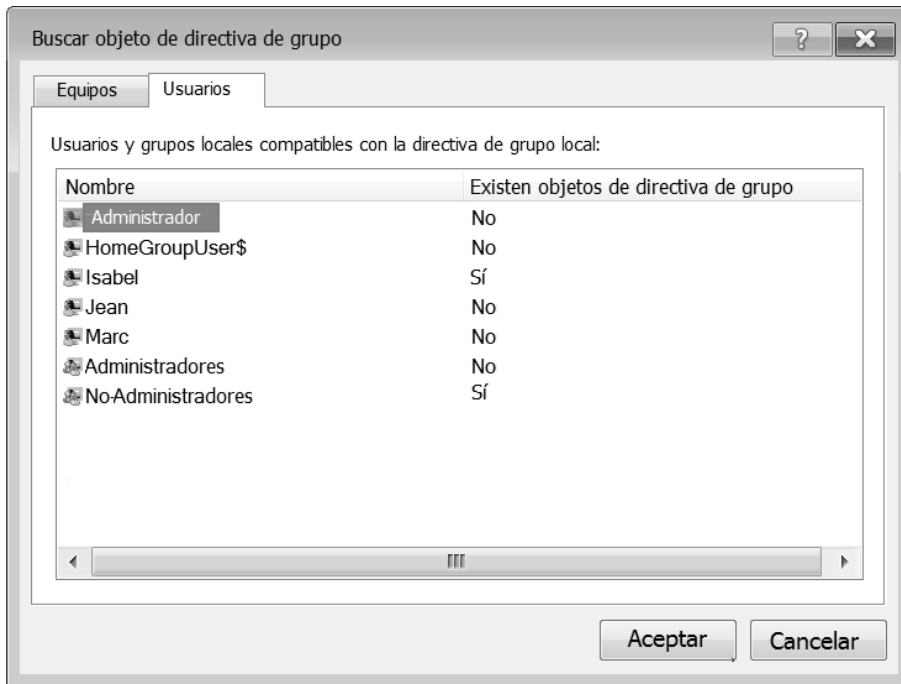 Buscar objeto de directiva de grupo
?
Equipos Usuarios
Usuarios y grupos locales compatibles con la directiva de grupo local:
Nombre Existen objetos de directiva de grupo
Administrador No
HomeGroupUser$ No
Isabel Sí
Jean No
Marc No
Administradores No
No-Administradores Sí
Aceptar Cancelar